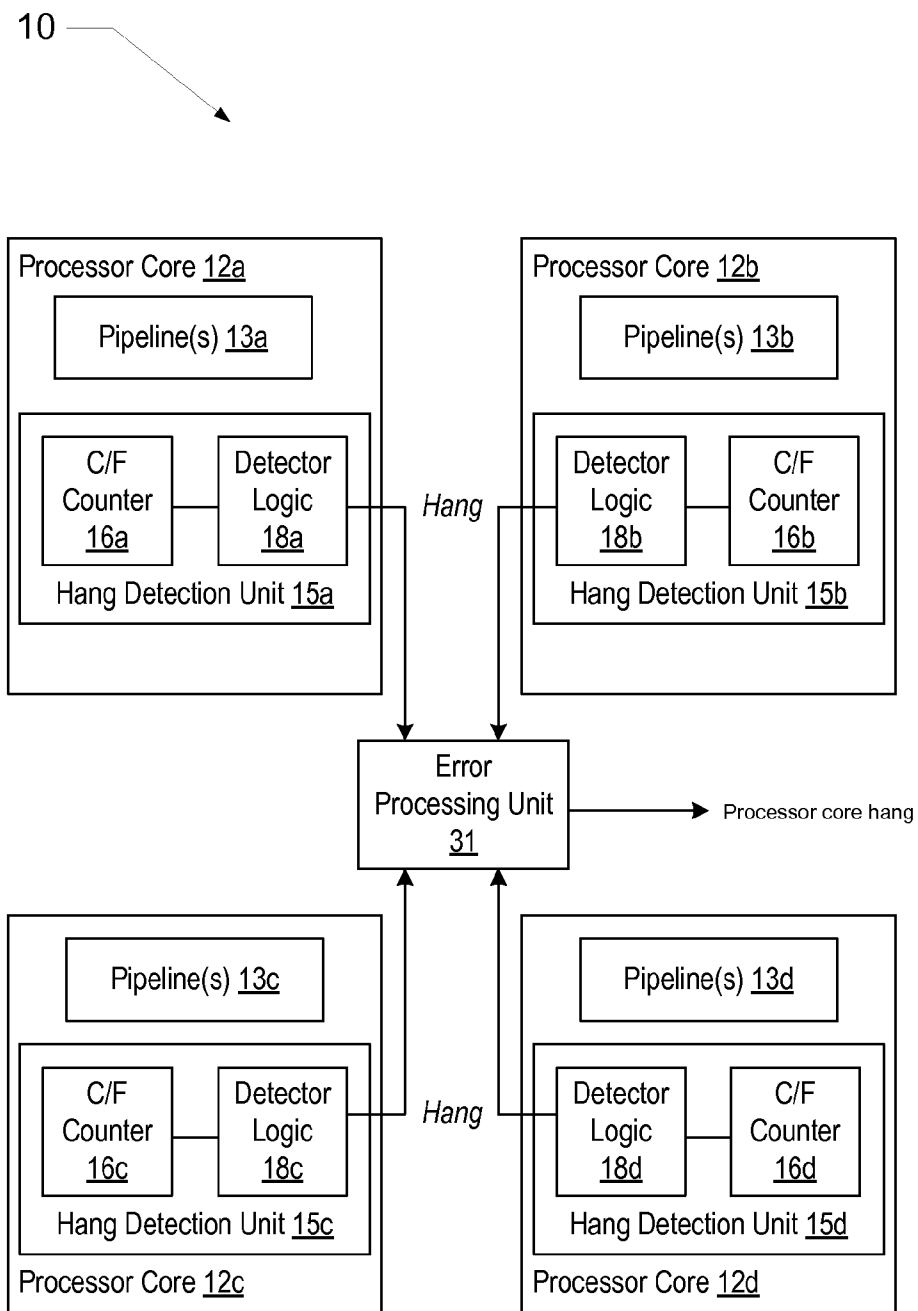 10
Processor Core 12a
Pipeline(s) 13a
C/F
Counter
16a
Detector
Logic
18a
Hang Detection Unit 15a
Processor Core 12b
Pipeline(s) 13b
Detector
Logic
18b
C/F
Counter
16b
Hang Detection Unit 15b
Hang
Error
Processing Unit
31
Processor core hang
Pipeline(s) 13c
C/F
Counter
16c
Detector
Logic
18c
Hang Detection Unit 15c
Processor Core 12c
Hang
Pipeline(s) 13d
Detector
Logic
18d
C/F
Counter
16d
Hang Detection Unit 15d
Processor Core 12d